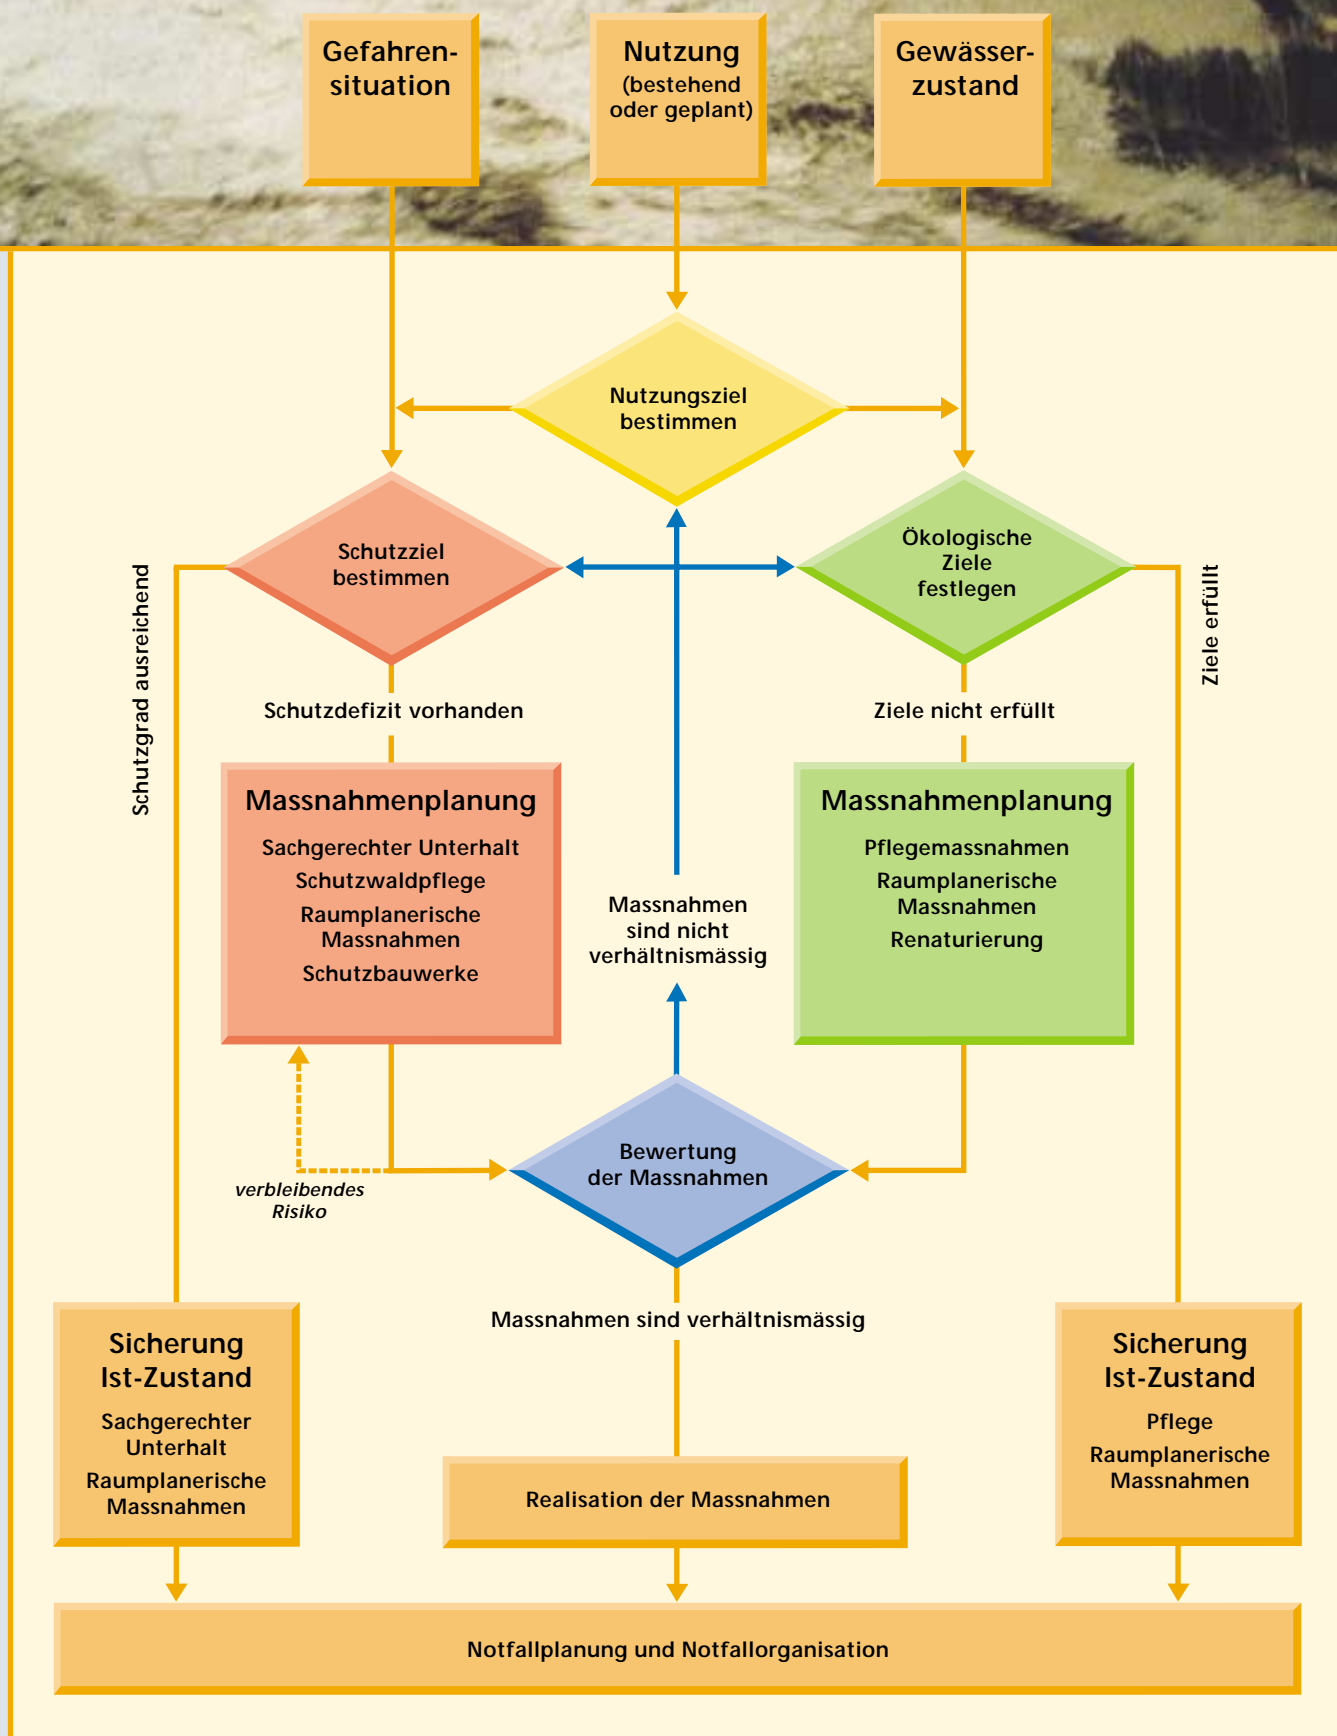 Gefahren-
situation
Nutzung
(bestehend
oder geplant)
Gewässer-
zustand
Nutzungsziel
bestimmen
Schutzziel
bestimmen
Ökologische
Ziele
festlegen
Schutzgrad ausreichend
Ziele erfüllt
Schutzdefizit vorhanden
Ziele nicht erfüllt
Massnahmenplanung
Sachgerechter Unterhalt
Schutzwaldpflege
Raumplanerische
Massnahmen
Schutzbauwerke
Massnahmen
sind nicht
verhältnismässig
Massnahmenplanung
Pflegemassnahmen
Raumplanerische
Massnahmen
Renaturierung
Bewertung
der Massnahmen
verbleibendes
Risiko
Massnahmen sind verhältnismässig
Sicherung
Ist-Zustand
Sachgerechter
Unterhalt
Raumplanerische
Massnahmen
Realisation der Massnahmen
Sicherung
Ist-Zustand
Pflege
Raumplanerische
Massnahmen
Notfallplanung und Notfallorganisation